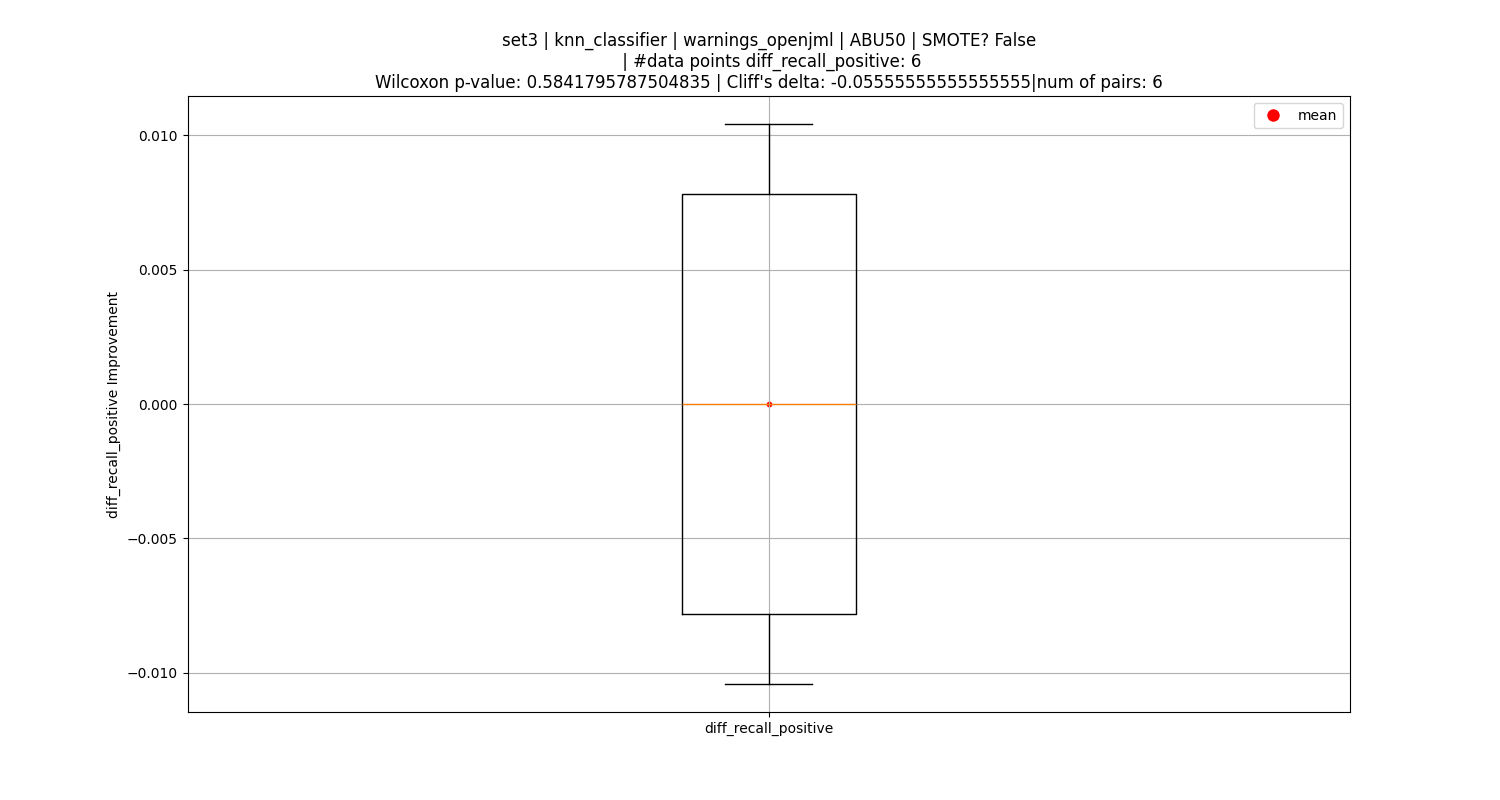 set3 | knn_classifier | warnings_openjml | ABU50 | SMOTE? False
| #data points diff_recall_positive: 6
Wilcoxon p-value: 0.5841795787504835 | Cliff's delta: -0.05555555555555555|num of pairs: 6
mean
0.010
0.005
0.000
−0.005
−0.010
diff_recall_positive Improvement
diff_recall_positive